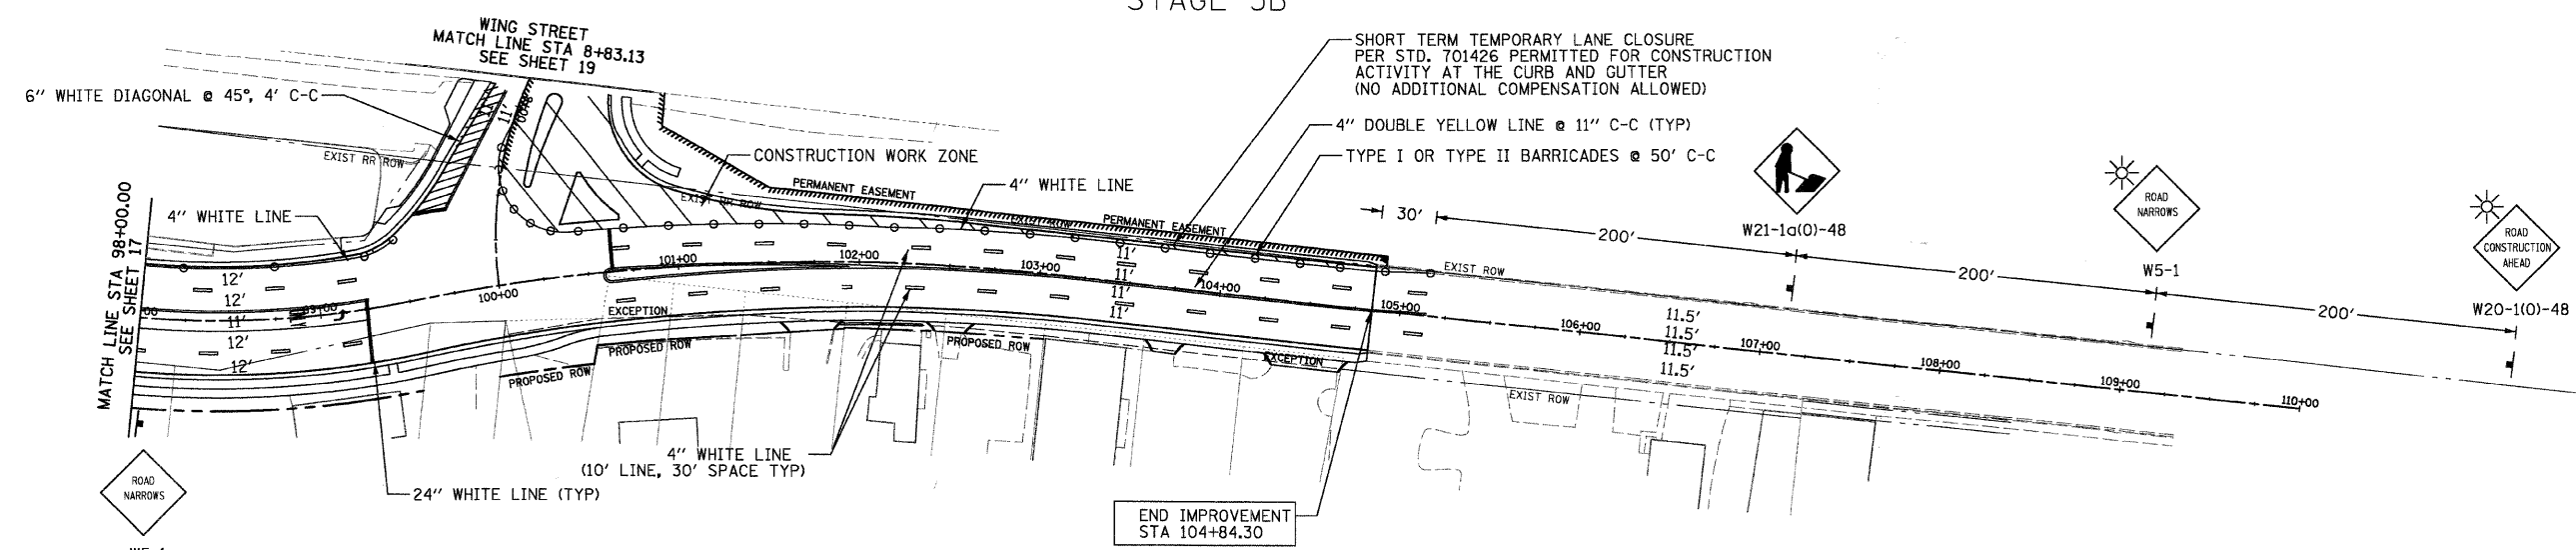 STAGE 3B
WING STREET
MATCH LINE STA 8+83.13
SEE SHEET 19
SHORT TERM TEMPORARY LANE CLOSURE
PER STD. 701426 PERMITTED FOR CONSTRUCTION
ACTIVITY AT THE CURB AND GUTTER
(NO ADDITIONAL COMPENSATION ALLOWED)
6" WHITE DIAGONAL @ 45°, 4' C-C
11'
4" DOUBLE YELLOW LINE @ 11" C-C (TYP)
TYPE I OR TYPE II BARRICADES @ 50' C-C
CONSTRUCTION WORK ZONE
EXIST RR ROW
EXIST RR ROW
PERMANENT EASEMENT
4" WHITE LINE
PERMANENT EASEMENT
4" WHITE LINE
MATCH LINE STA 98+00.00
SEE SHEET 17
30'
200'
W21-1a(0)-48
ROAD
NARROWS
W5-1
200'
ROAD
CONSTRUCTION
AHEAD
W20-1(0)-48
200'
EXIST ROW
EXIST ROW
12'
12'
11'
12'
12'
99+00
100+00
101+00
102+00
103+00
104+00
105+00
106+00
107+00
108+00
109+00
110+00
11'
11'
11'
11'
11.5'
11.5'
11.5'
11.5'
EXCEPTION
PROPOSED ROW
PROPOSED ROW
PROPOSED ROW
EXCEPTION
EXIST ROW
4" WHITE LINE
(10' LINE, 30' SPACE TYP)
24" WHITE LINE (TYP)
ROAD
NARROWS
END IMPROVEMENT
STA 104+84.30